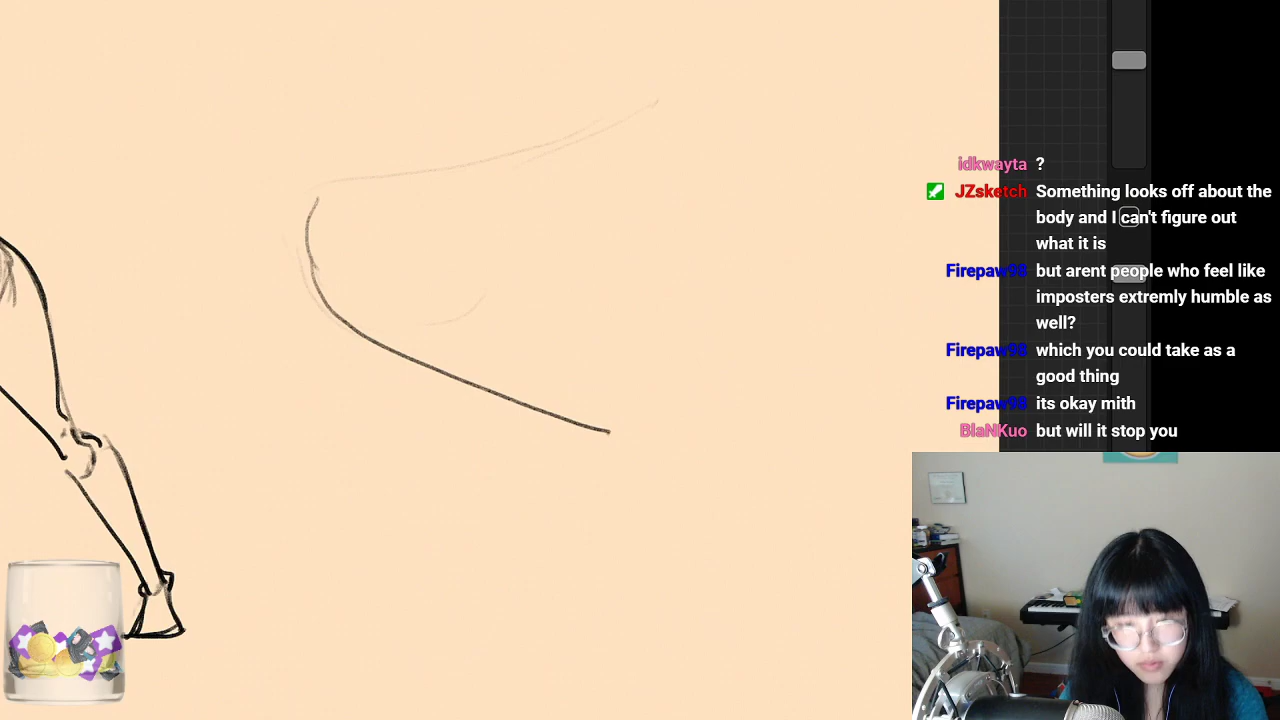 idkwayta ?
JZsketch Something looks off about the
body and I can't figure out
what it is
Firepaw98 but arent people who feel like
imposters extremly humble as
well?
Firepaw98 which you could take as a
good thing
Firepaw98 its okay mith
BlaNKuo but will it stop you